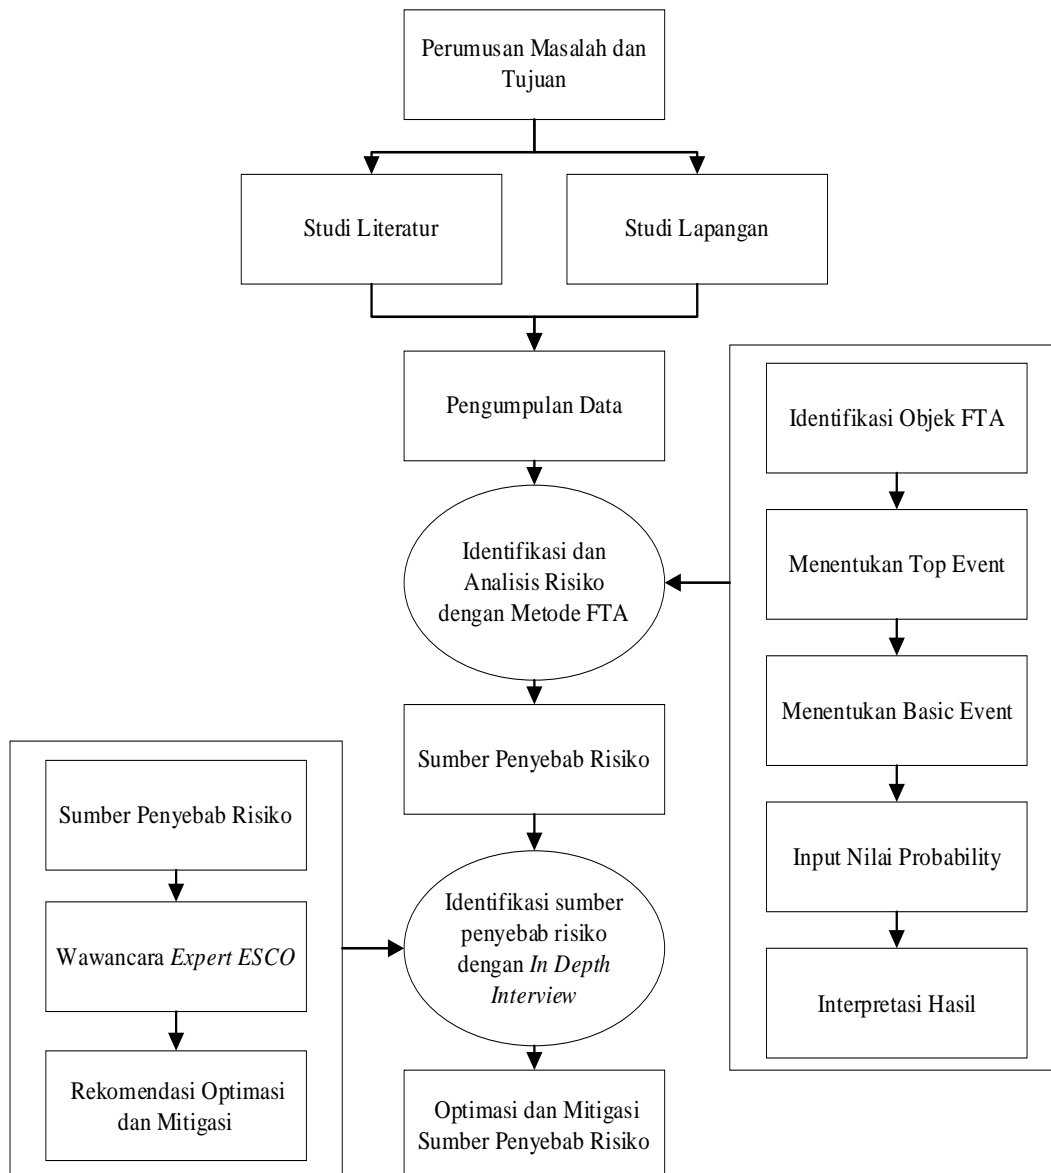 Perumusan Masalah dan
Tujuan
Studi Literatur
Studi Lapangan
Pengumpulan Data
Identifikasi dan
Analisis Risiko
dengan Metode FTA
Identifikasi Objek FTA
Menentukan Top Event
Menentukan Basic Event
Input Nilai Probability
Interpretasi Hasil
Sumber Penyebab Risiko
Identifikasi sumber
penyebab risiko
dengan In Depth
Interview
Sumber Penyebab Risiko
Wawancara Expert ESCO
Rekomendasi Optimasi
dan Mitigasi
Optimasi dan Mitigasi
Sumber Penyebab Risiko